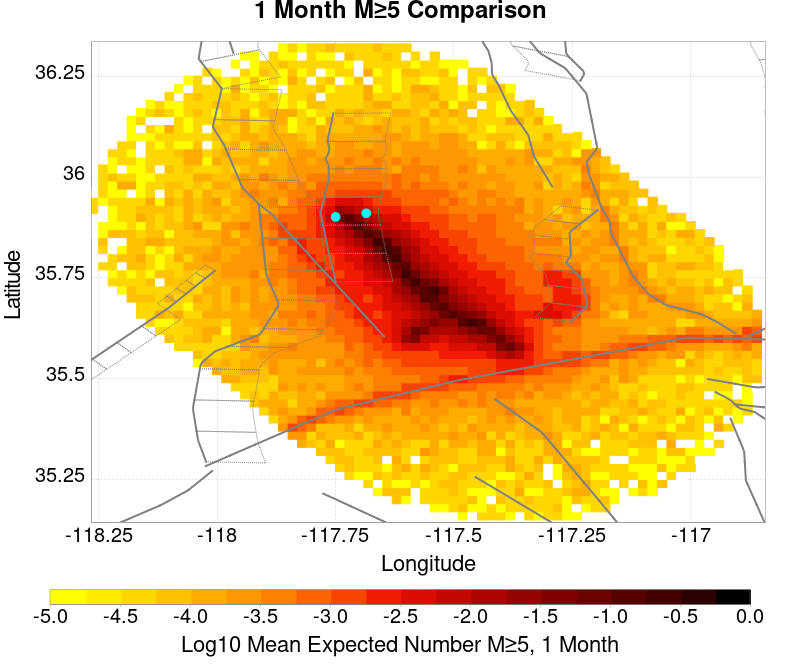 1 Month M≥5 Comparison
36.25
36
35.75
35.5
35.25
Latitude
-118.25 -118 -117.75 -117.5 -117.25 -117
Longitude
-5.0 -4.5 -4.0 -3.5 -3.0 -2.5 -2.0 -1.5 -1.0 -0.5 0.0
Log10 Mean Expected Number M≥5, 1 Month